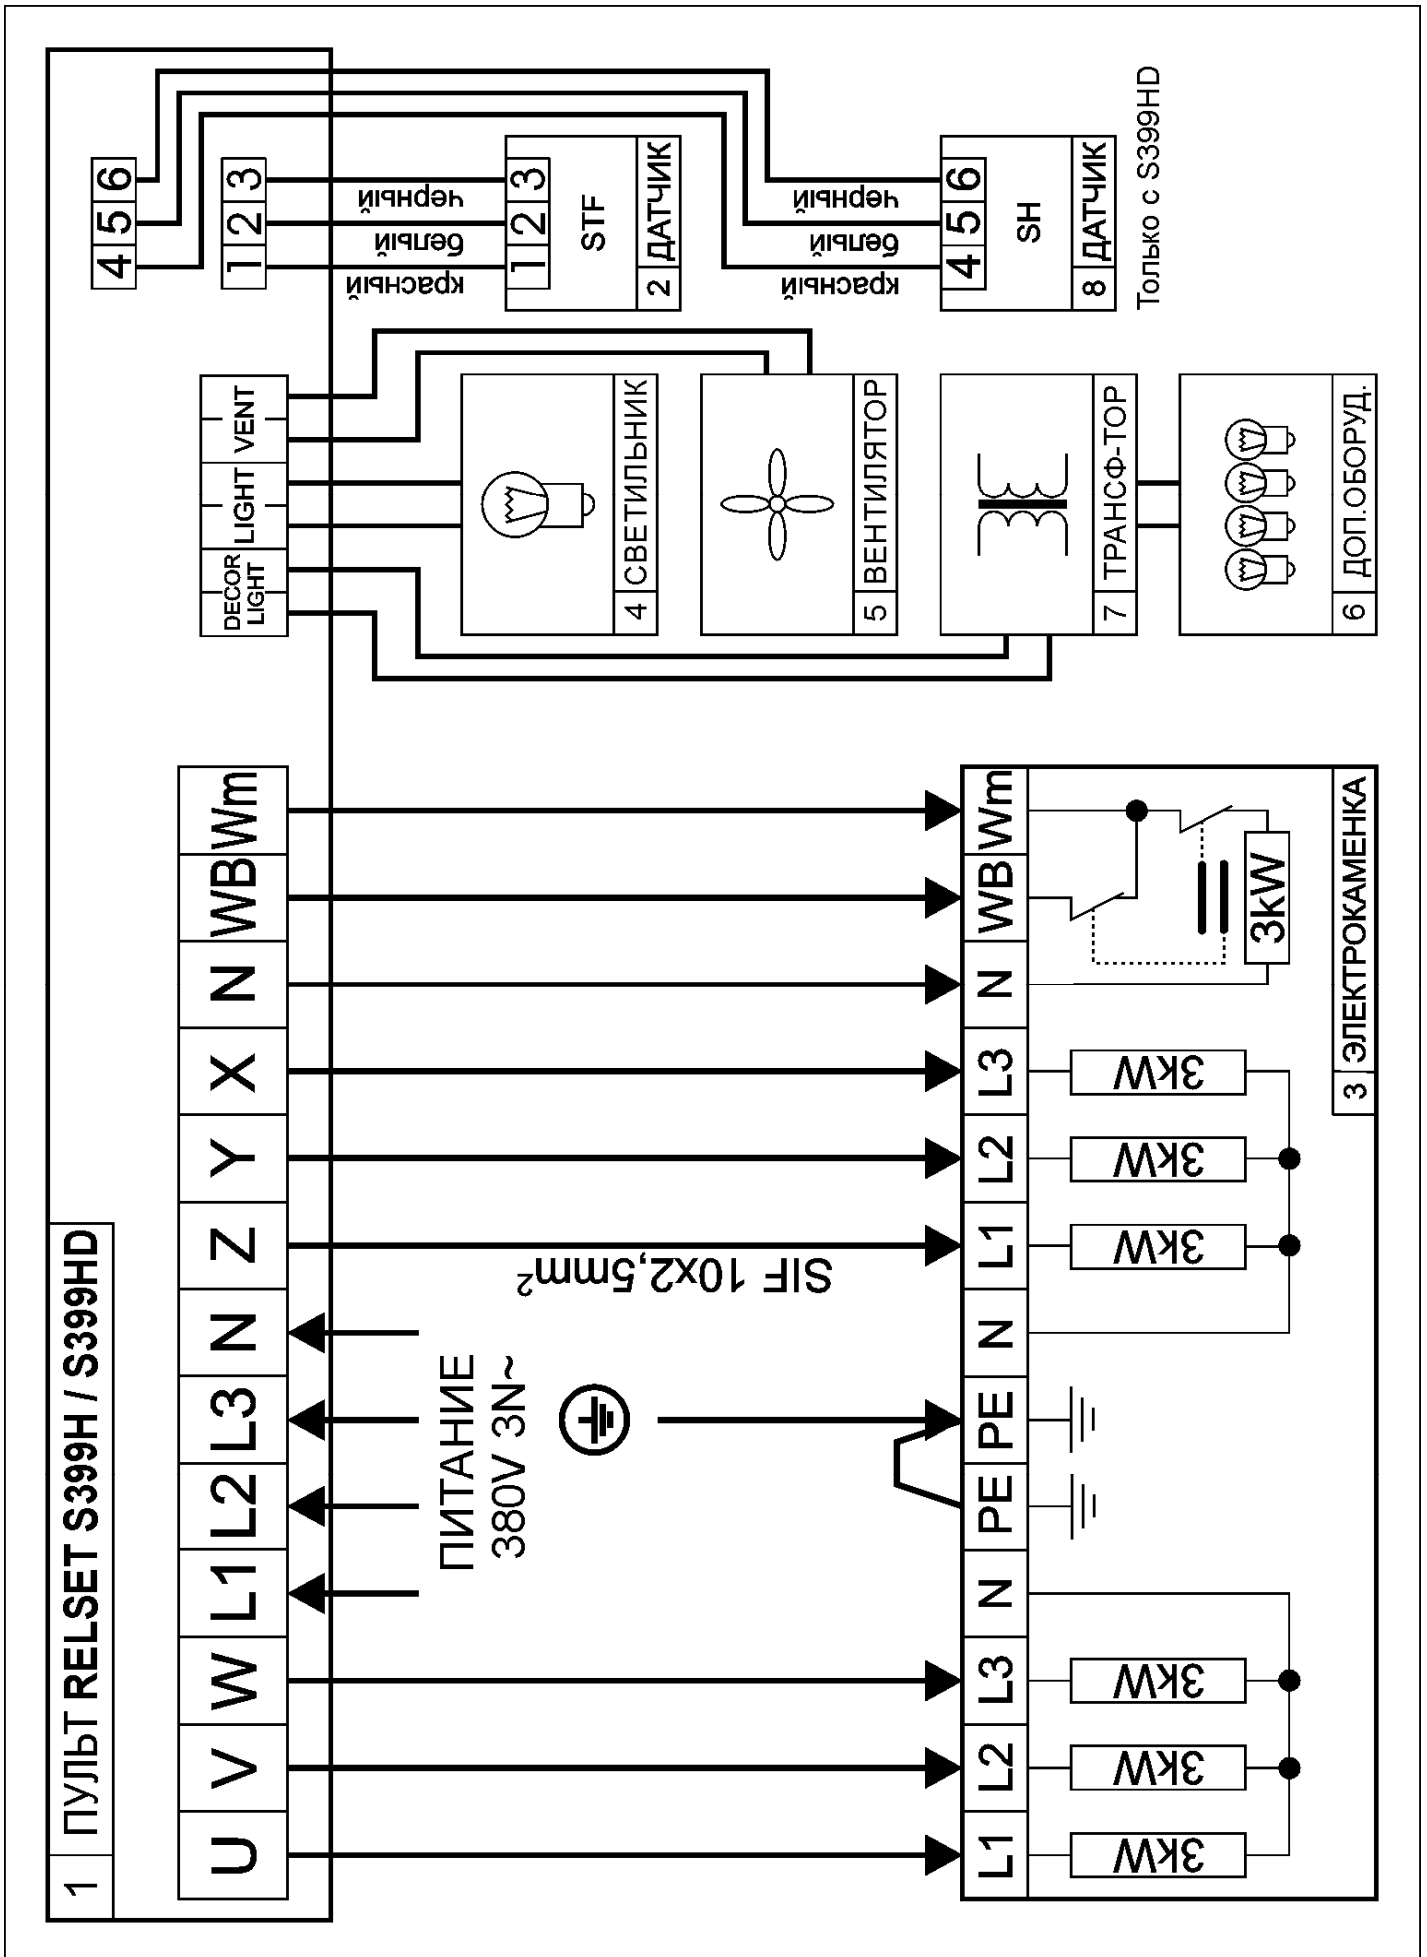 1 ПУЛЬТ RELSET S399H / S399HD
U V W L1 L2 L3 N Z Y X N WB Wm
DECOR LIGHT
LIGHT
VENT
4 5 6
1 2 3
ПИТАНИЕ
380V 3N~
SIF 10x2,5mm²
красный
белый
черный
1 2 3
STF
2 ДАТЧИК
4 СВЕТИЛЬНИК
5 ВЕНТИЛЯТОР
7 ТРАНСФ-ТОР
6 ДОП.ОБОРУД.
красный
белый
черный
4 5 6
SH
8 ДАТЧИК
Только с S399HD
L1 L2 L3 N PE PE N L1 L2 L3 N WB Wm
3kW 3kW 3kW 3kW 3kW 3kW 3kW
3 ЭЛЕКТРОКАМЕНКА